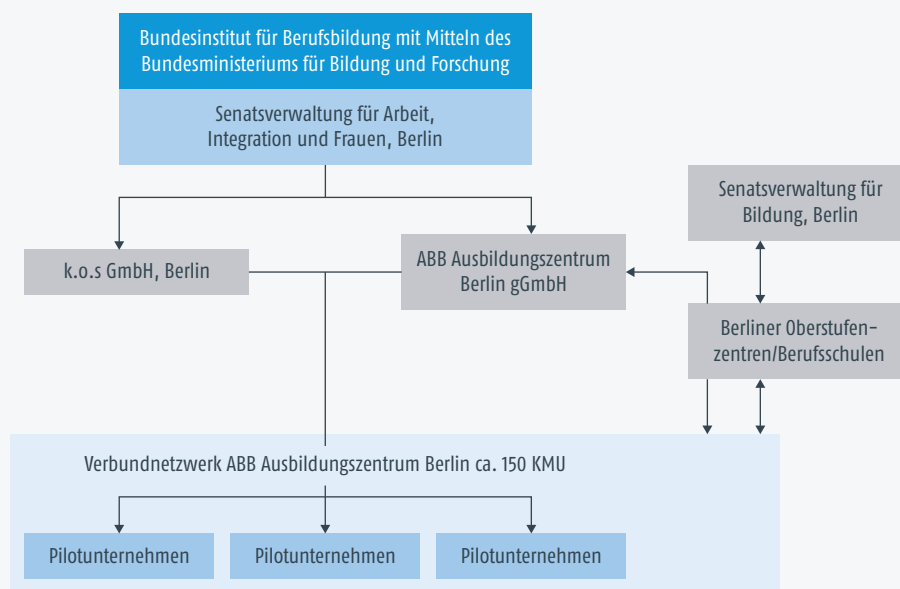 Bundesinstitut für Berufsbildung mit Mitteln des
Bundesministeriums für Bildung und Forschung
Senatsverwaltung für Arbeit,
Integration und Frauen, Berlin
Senatsverwaltung für
Bildung, Berlin
k.o.s GmbH, Berlin
ABB Ausbildungszentrum
Berlin gGmbH
Berliner Oberstufen-
zentren/Berufsschulen
Verbundnetzwerk ABB Ausbildungszentrum Berlin ca. 150 KMU
Pilotunternehmen
Pilotunternehmen
Pilotunternehmen